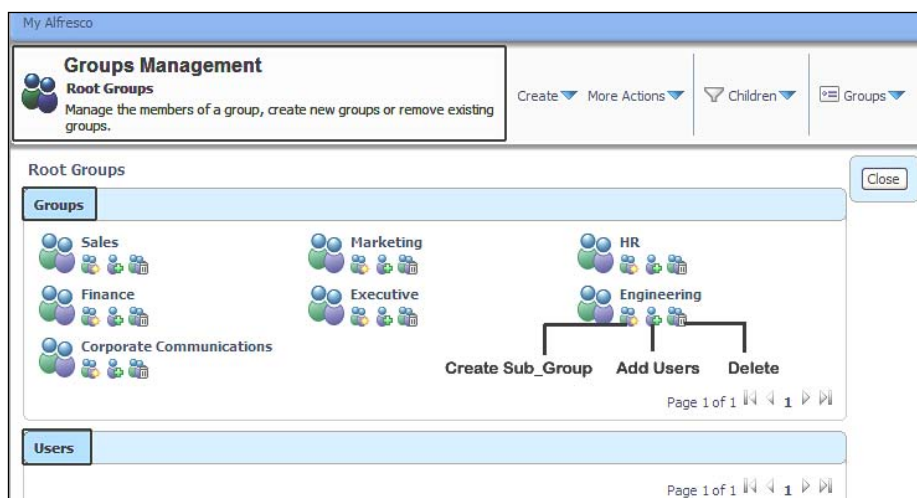 My Alfresco
Groups Management
Root Groups
Manage the members of a group, create new groups or remove existing
groups.
Create More Actions Children Groups
Root Groups
Close
Groups
Sales Marketing HR
Finance Executive Engineering
Corporate Communications
Create Sub_Group Add Users Delete
Page 1 of 1 1
Users
Page 1 of 1 1